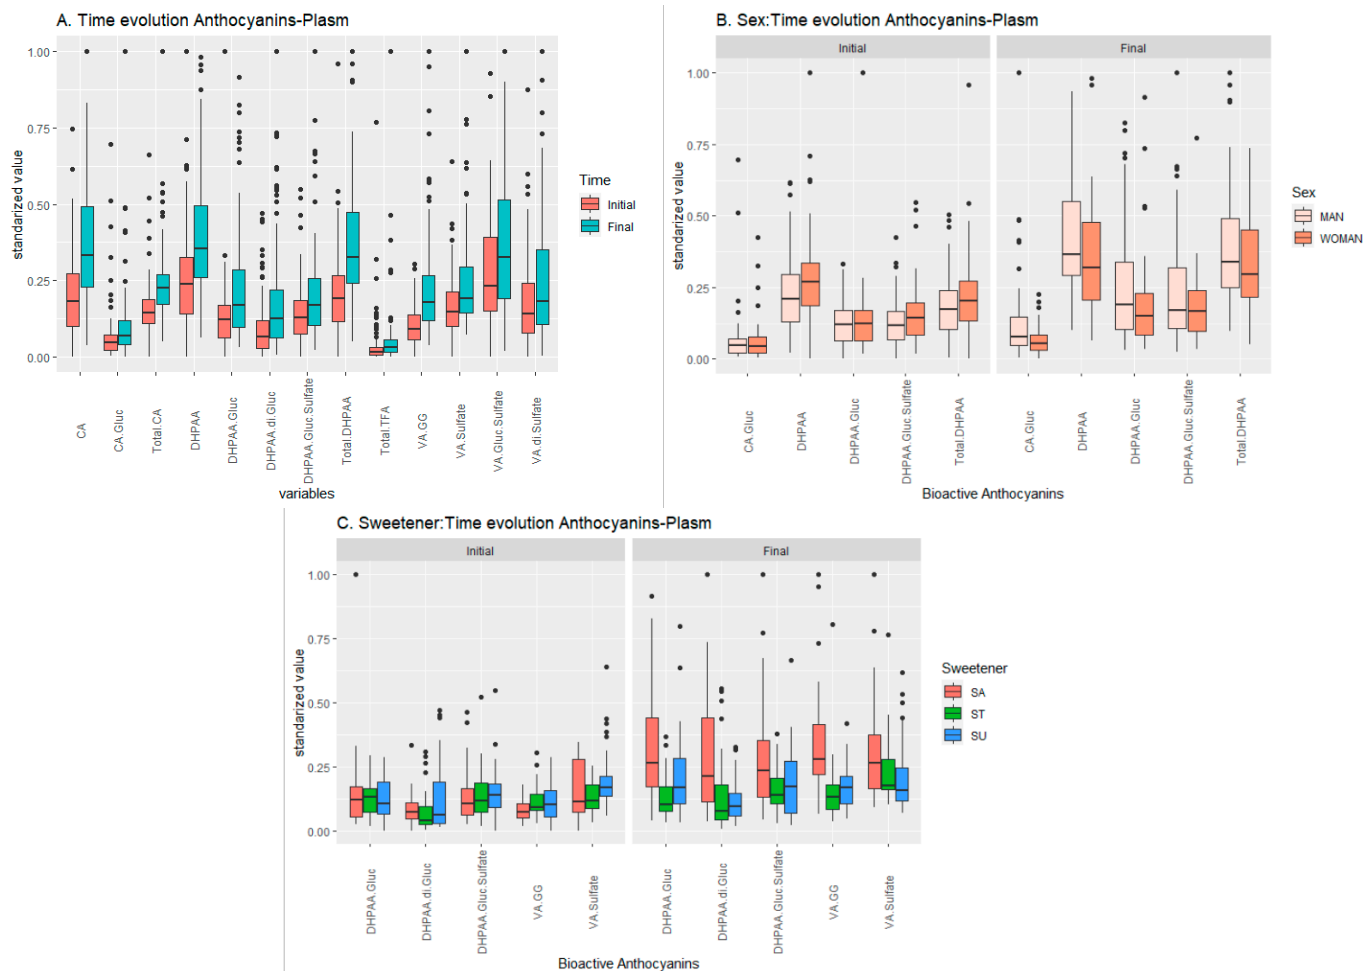 A. Time evolution Anthocyanins-Plasm
1.00
0.75
0.50
0.25
0.00
standarized value
CA
CA.Gluc
Total.CA
DHPAA
DHPAA.Gluc
DHPAA.di.Gluc
DHPAA.Gluc.Sulfate
Total.DHPAA
Total.TFA
VA.GG
VA.Sulfate
VA.Gluc.Sulfate
VA.di.Sulfate
variables
Time
Initial
Final
B. Sex:Time evolution Anthocyanins-Plasm
Initial
Final
1.00
0.75
0.50
0.25
0.00
standarized value
CA.Gluc
DHPAA
DHPAA.Gluc
DHPAA.Gluc.Sulfate
Total.DHPAA
CA.Gluc
DHPAA
DHPAA.Gluc
DHPAA.Gluc.Sulfate
Total.DHPAA
Bioactive Anthocyanins
Sex
MAN
WOMAN
C. Sweetener:Time evolution Anthocyanins-Plasm
Initial
Final
1.00
0.75
0.50
0.25
0.00
standarized value
DHPAA.Gluc
DHPAA.di.Gluc
DHPAA.Gluc.Sulfate
VA.GG
VA.Sulfate
DHPAA.Gluc
DHPAA.di.Gluc
DHPAA.Gluc.Sulfate
VA.GG
VA.Sulfate
Bioactive Anthocyanins
Sweetener
SA
ST
SU